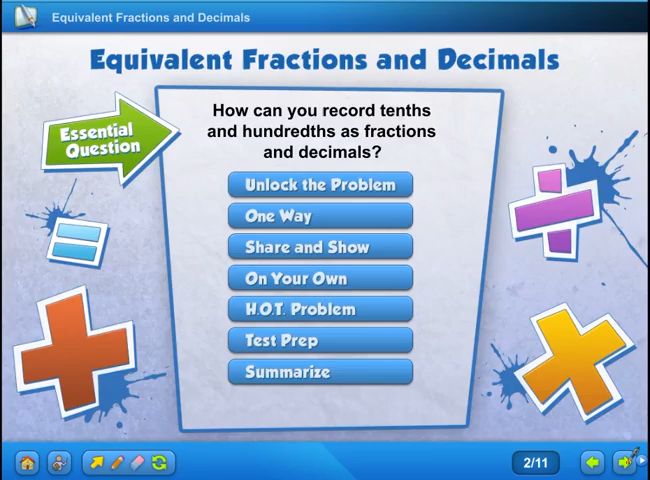 Equivalent Fractions and Decimals
Equivalent Fractions and Decimals
Essential
Question
How can you record tenths
and hundredths as fractions
and decimals?
Unlock the Problem
One Way
Share and Show
On Your Own
H.O.T. Problem
Test Prep
Summarize
2/11